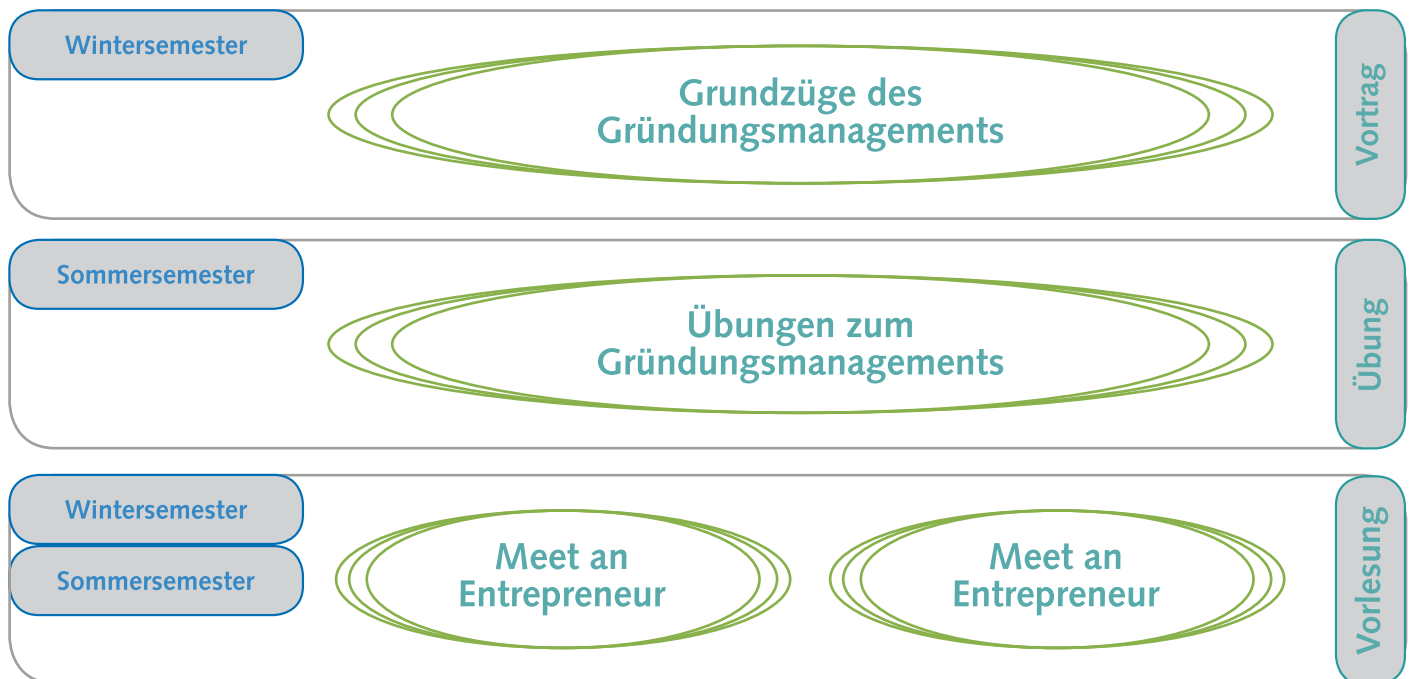 Wintersemester
Grundzüge des
Gründungsmanagements
Vortrag
Sommersemester
Übungen zum
Gründungsmanagements
Übung
Wintersemester
Sommersemester
Meet an
Entrepreneur
Meet an
Entrepreneur
Vorlesung